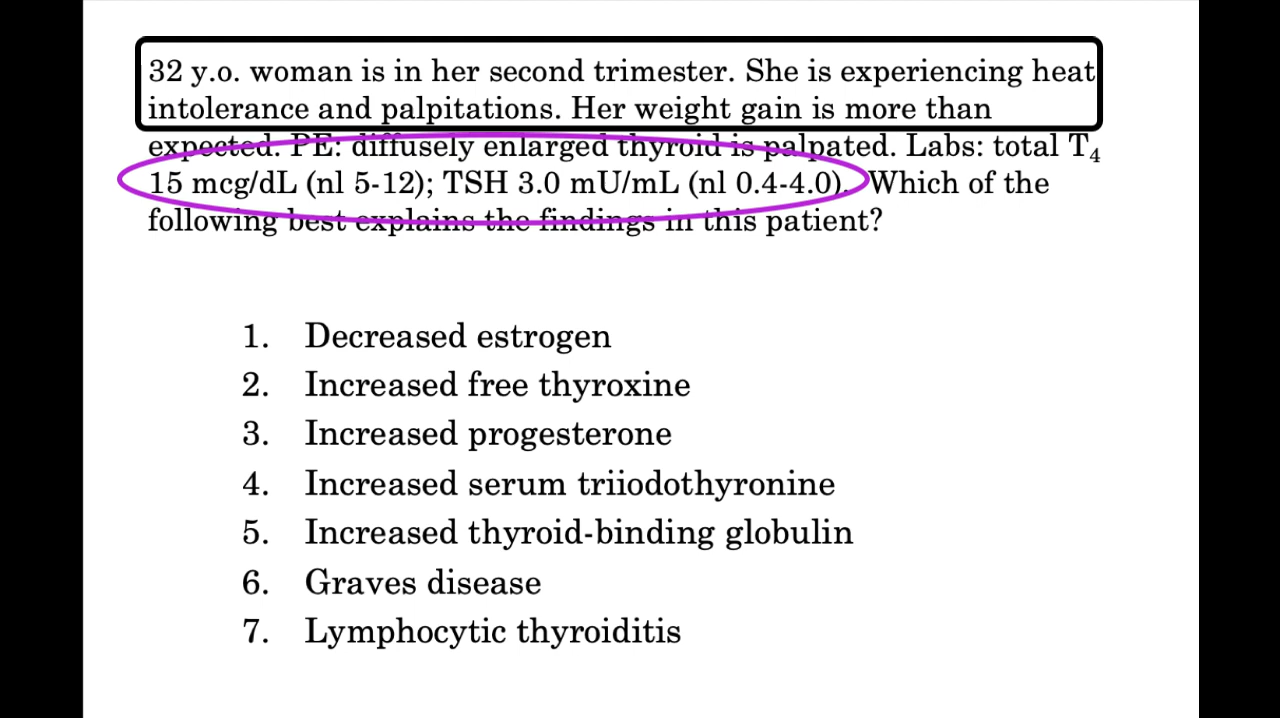 32 y.o. woman is in her second trimester. She is experiencing heat
intolerance and palpitations. Her weight gain is more than
expected. PE: diffusely enlarged thyroid is palpated. Labs: total T₄
15 mcg/dL (nl 5-12); TSH 3.0 mU/mL (nl 0.4-4.0). Which of the
following best explains the findings in this patient?
1. Decreased estrogen
2. Increased free thyroxine
3. Increased progesterone
4. Increased serum triiodothyronine
5. Increased thyroid-binding globulin
6. Graves disease
7. Lymphocytic thyroiditis